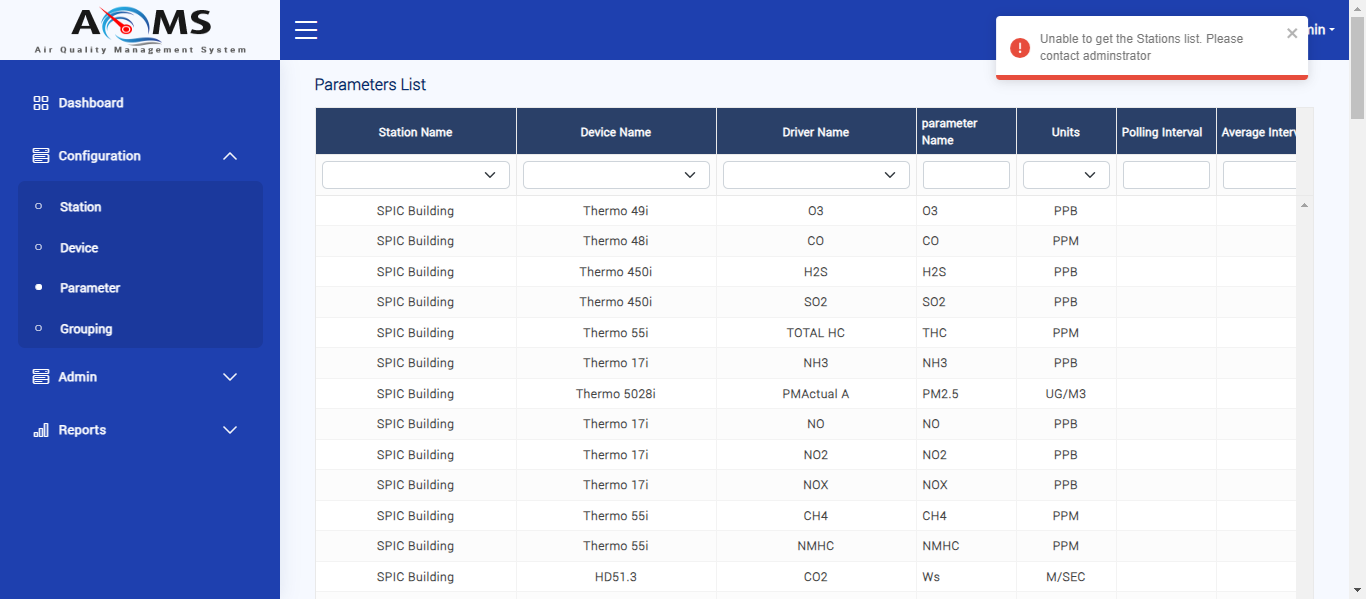 AQMS
Air Quality Management System
Unable to get the Stations list. Please
contact adminstrator
Dashboard
Configuration
Station
Device
Parameter
Grouping
Admin
Reports
Parameters List
Station Name Device Name Driver Name parameter Name Units Polling Interval Average Interv
SPIC Building Thermo 49i O3 O3 PPB
SPIC Building Thermo 48i CO CO PPM
SPIC Building Thermo 450i H2S H2S PPB
SPIC Building Thermo 450i SO2 SO2 PPB
SPIC Building Thermo 55i TOTAL HC THC PPM
SPIC Building Thermo 17i NH3 NH3 PPB
SPIC Building Thermo 5028i PMActual A PM2.5 UG/M3
SPIC Building Thermo 17i NO NO PPB
SPIC Building Thermo 17i NO2 NO2 PPB
SPIC Building Thermo 17i NOX NOX PPB
SPIC Building Thermo 55i CH4 CH4 PPM
SPIC Building Thermo 55i NMHC NMHC PPM
SPIC Building HD51.3 CO2 Ws M/SEC